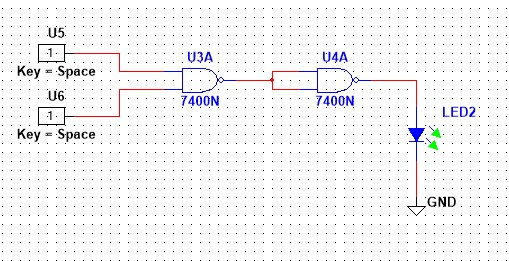 U5
1
Key = Space
U6
1
Key = Space
U3A
7400N
U4A
7400N
LED2
GND